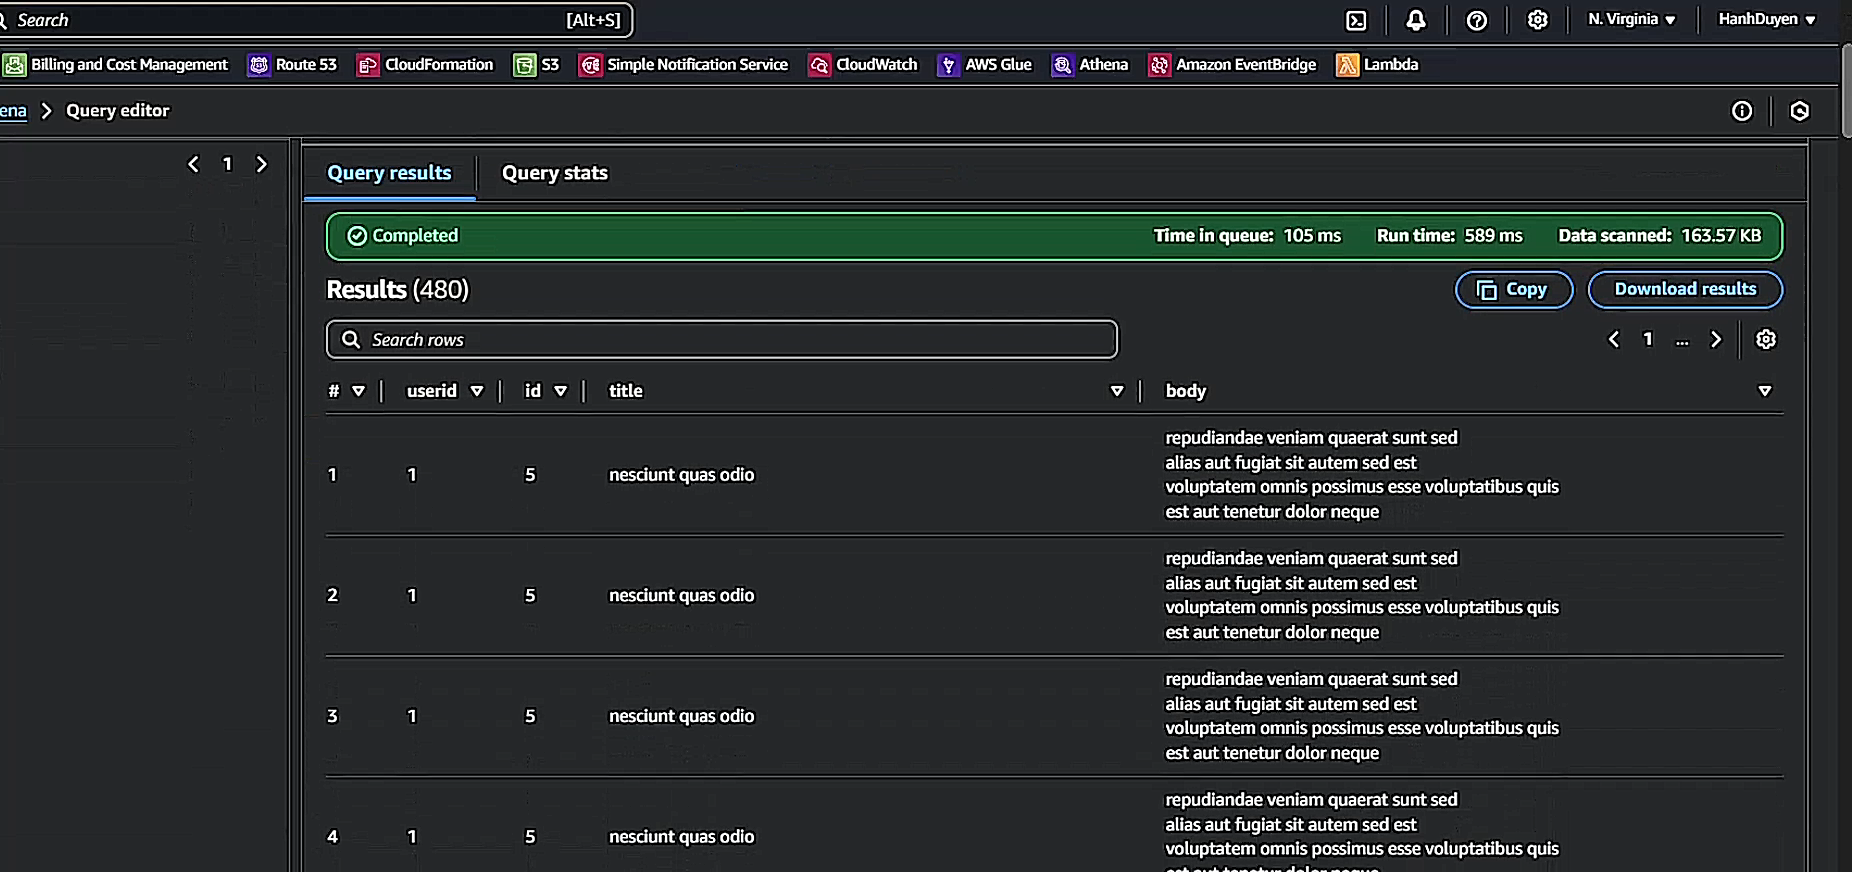 Search [Alt+S] N. Virginia HanhDuyen
Billing and Cost Management Route 53 CloudFormation S3 Simple Notification Service CloudWatch AWS Glue Athena Amazon EventBridge Lambda
ena Query editor
1
Query results Query stats
Completed Time in queue: 105 ms Run time: 589 ms Data scanned: 163.57 KB
Results (480) Copy Download results
Search rows 1 ...
# userid id title body
1 1 5 nesciunt quas odio
repudiandae veniam quaerat sunt sed
alias aut fugiat sit autem sed est
voluptatem omnis possimus esse voluptatibus quis
est aut tenetur dolor neque
2 1 5 nesciunt quas odio
repudiandae veniam quaerat sunt sed
alias aut fugiat sit autem sed est
voluptatem omnis possimus esse voluptatibus quis
est aut tenetur dolor neque
3 1 5 nesciunt quas odio
repudiandae veniam quaerat sunt sed
alias aut fugiat sit autem sed est
voluptatem omnis possimus esse voluptatibus quis
est aut tenetur dolor neque
4 1 5 nesciunt quas odio
repudiandae veniam quaerat sunt sed
alias aut fugiat sit autem sed est
voluptatem omnis possimus esse voluptatibus quis